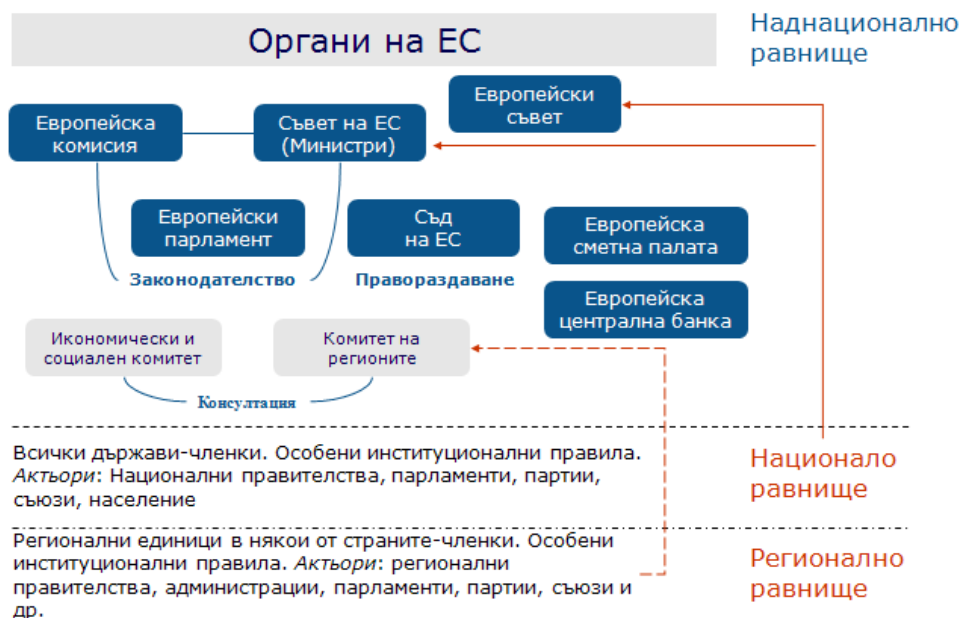 Органи на ЕС
Наднационално
равнище
Европейска
комисия
Съвет на ЕС
(Министри)
Европейски
съвет
Европейски
парламент
Съд
на ЕС
Европейска
сметна палата
Законодателство
Правораздаване
Европейска
централна банка
Икономически и
социален комитет
Комитет на
регионите
Консултация
Всички държави-членки. Особени институционални правила.
Актьори: Национални правителства, парламенти, партии,
съюзи, население
Национало
равнище
Регионални единици в някои от страните-членки. Особени
институционални правила. Актьори: регионални
правителства, администрации, парламенти, партии, съюзи и
др.
Регионално
равнище